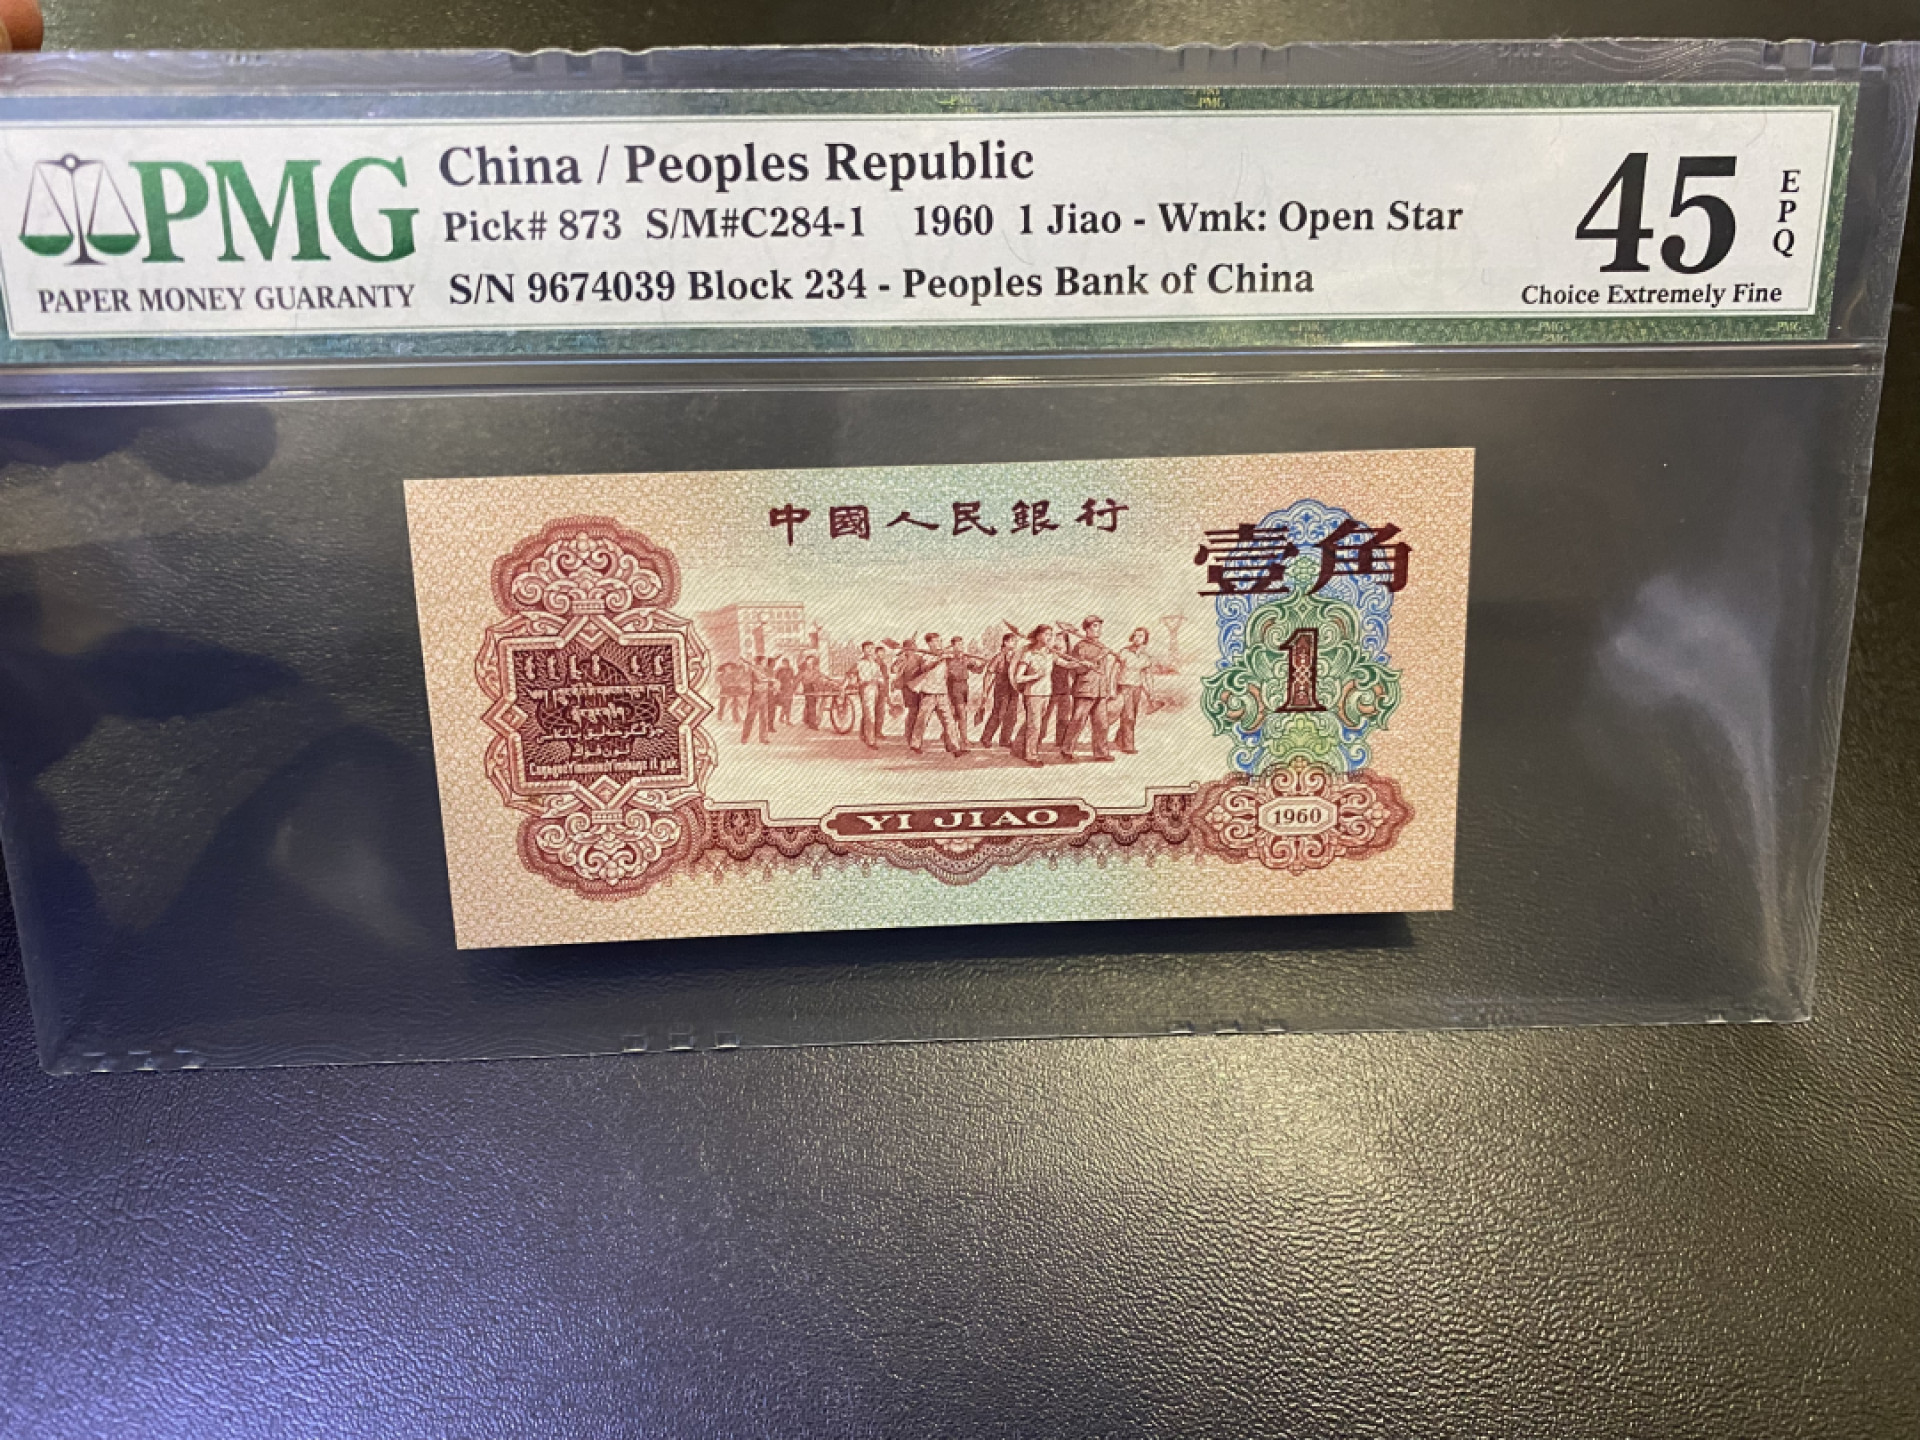 PMG
PAPER MONEY GUARANTY
China / Peoples Republic
Pick# 873 S/M#C284-1 1960 1 Jiao - Wmk: Open Star
S/N 9674039 Block 234 - Peoples Bank of China
45
EPQ
Choice Extremely Fine
中國人民銀行
壹角
1
YI JIAO
1960